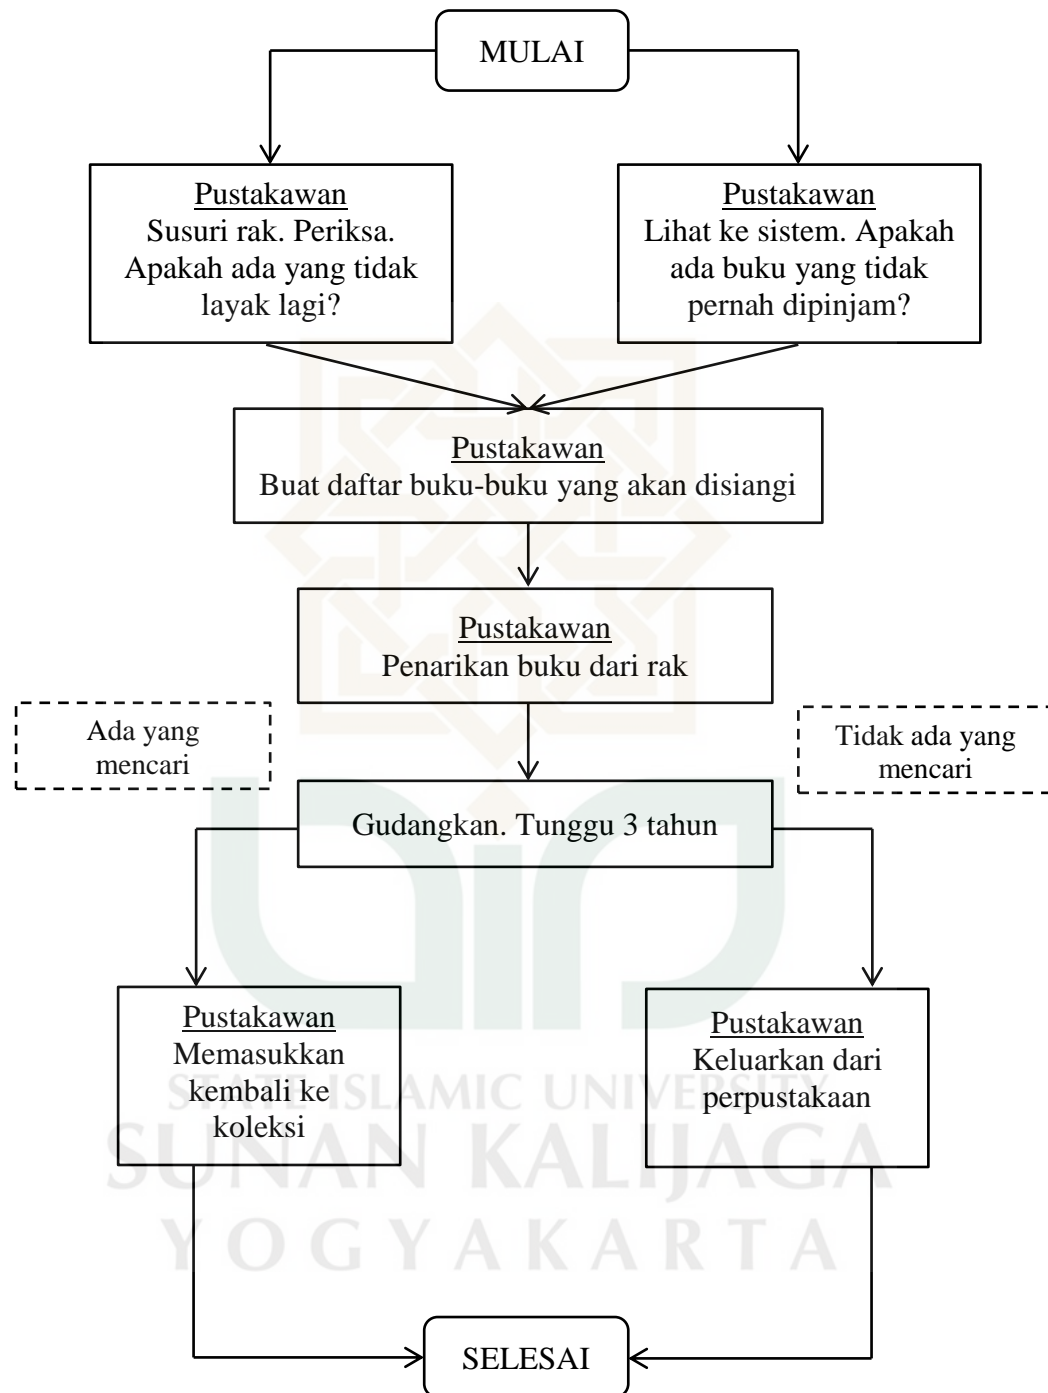 MULAI
Pustakawan
Susuri rak. Periksa.
Apakah ada yang tidak
layak lagi?
Pustakawan
Lihat ke sistem. Apakah
ada buku yang tidak
pernah dipinjam?
Pustakawan
Buat daftar buku-buku yang akan disiangi
Pustakawan
Penarikan buku dari rak
Ada yang
mencari
Tidak ada yang
mencari
Gudangkan. Tunggu 3 tahun
Pustakawan
Memasukkan
kembali ke
koleksi
Pustakawan
Keluarkan dari
perpustakaan
STATE ISLAMIC UNIVERSITY
SUNAN KALIJAGA
YOGYAKARTA
SELESAI